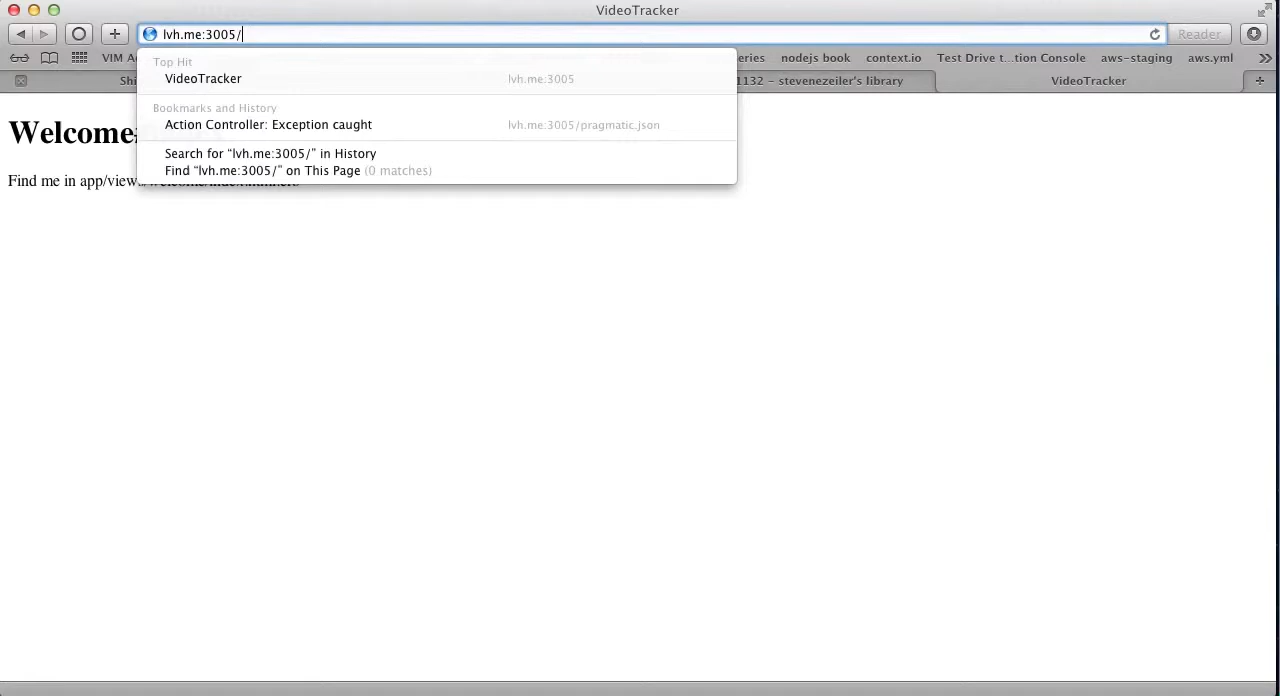 VideoTracker
lvh.me:3005/
Reader
VIM
eries nodejs book context.io Test Drive t...tion Console aws-staging aws.yml
Shi
1132 – stevenezeiler's library
VideoTracker
Top Hit
VideoTracker lvh.me:3005
Bookmarks and History
Action Controller: Exception caught lvh.me:3005/pragmatic.json
Search for “lvh.me:3005/” in History
Find “lvh.me:3005/” on This Page (0 matches)
Welcome
Find me in app/view